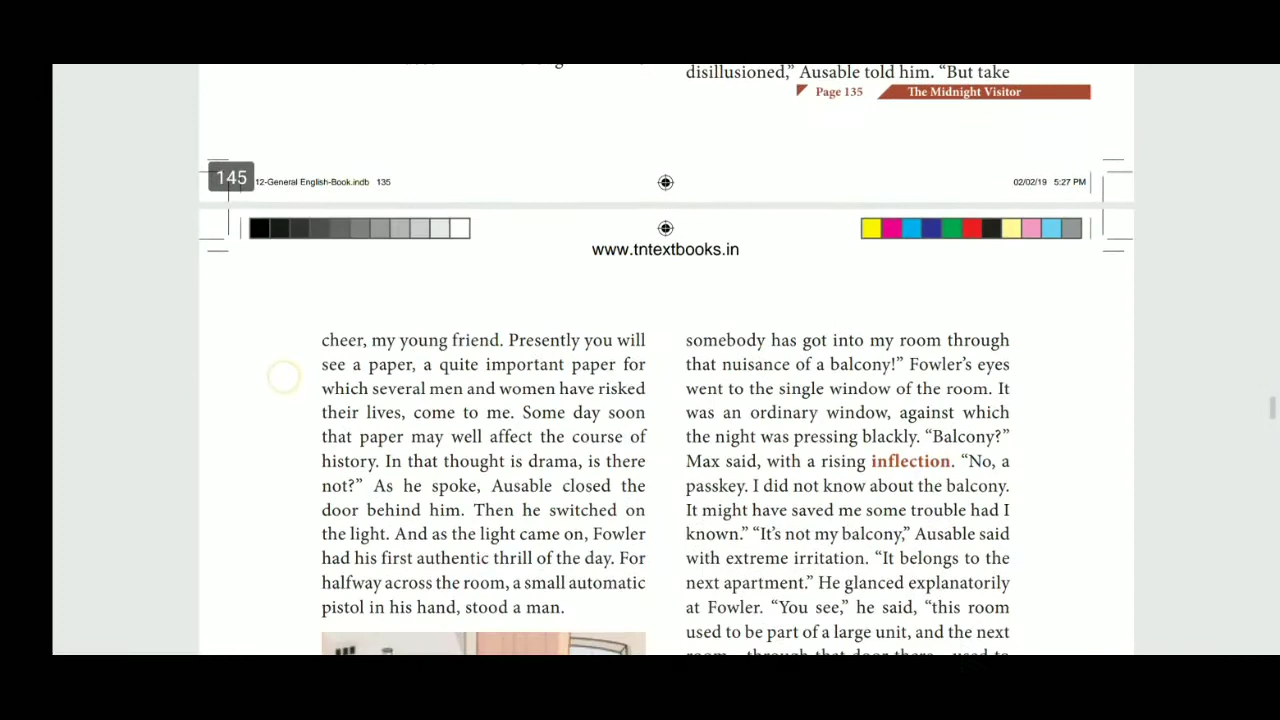 disillusioned,” Ausable told him. “But take
Page 135 The Midnight Visitor
145
12-General English-Book.indb 135
02/02/19 5:27 PM
www.tntextbooks.in
cheer, my young friend. Presently you will
see a paper, a quite important paper for
which several men and women have risked
their lives, come to me. Some day soon
that paper may well affect the course of
history. In that thought is drama, is there
not?” As he spoke, Ausable closed the
door behind him. Then he switched on
the light. And as the light came on, Fowler
had his first authentic thrill of the day. For
halfway across the room, a small automatic
pistol in his hand, stood a man.
somebody has got into my room through
that nuisance of a balcony!” Fowler’s eyes
went to the single window of the room. It
was an ordinary window, against which
the night was pressing blackly. “Balcony?”
Max said, with a rising inflection. “No, a
passkey. I did not know about the balcony.
It might have saved me some trouble had I
known.” “It’s not my balcony,” Ausable said
with extreme irritation. “It belongs to the
next apartment.” He glanced explanatorily
at Fowler. “You see,” he said, “this room
used to be part of a large unit, and the next
room—through that door there—used to